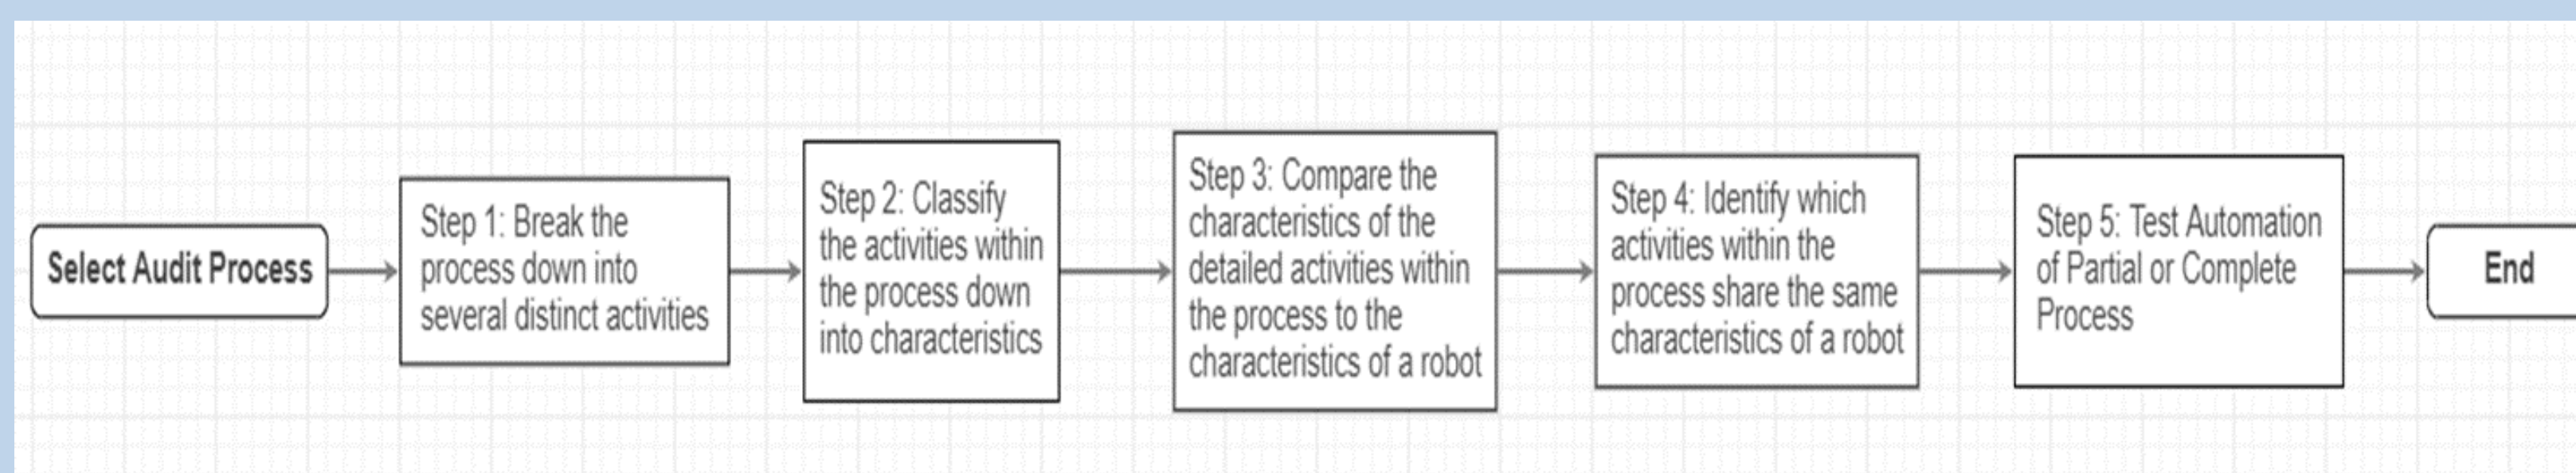 Select Audit Process
Step 1: Break the
process down into
several distinct activities
Step 2: Classify
the activities within
the process down
into characteristics
Step 3: Compare the
characteristics of the
detailed activities within
the process to the
characteristics of a robot
Step 4: Identify which
activities within the
process share the same
characteristics of a robot
Step 5: Test Automation
of Partial or Complete
Process
End